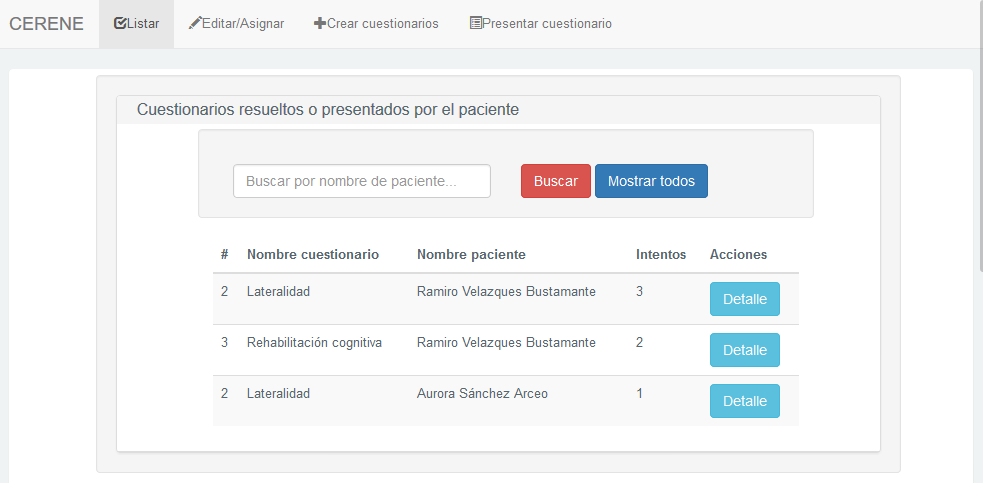 CERENE Listar Editar/Asignar Crear cuestionarios Presentar cuestionario
Cuestionarios resueltos o presentados por el paciente
Buscar por nombre de paciente... Buscar Mostrar todos
# Nombre cuestionario Nombre paciente Intentos Acciones
2 Lateralidad Ramiro Velazques Bustamante 3 Detalle
3 Rehabilitación cognitiva Ramiro Velazques Bustamante 2 Detalle
2 Lateralidad Aurora Sánchez Arceo 1 Detalle